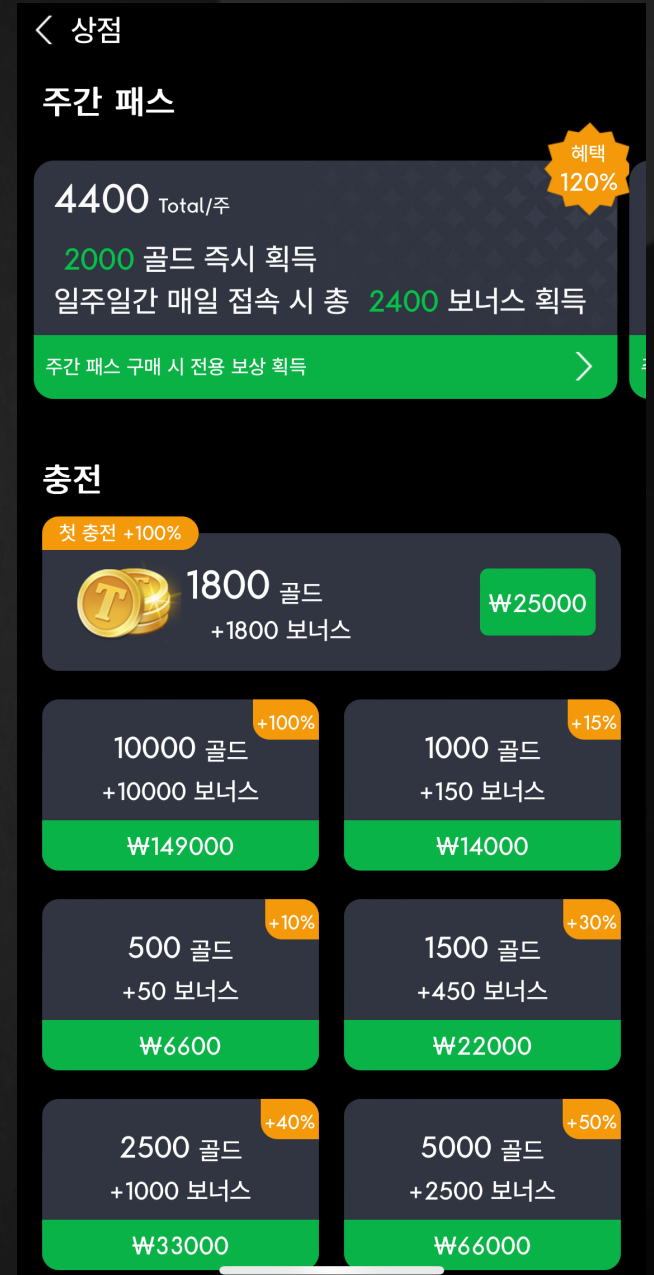 상점
주간 패스
혜택
120%
4400 Total/주
2000 골드 즉시 획득
일주일간 매일 접속 시 총 2400 보너스 획득
주간 패스 구매 시 전용 보상 획득
충전
첫 충전 +100%
1800 골드
+1800 보너스
₩25000
+100%
10000 골드
+10000 보너스
₩149000
+15%
1000 골드
+150 보너스
₩14000
+10%
500 골드
+50 보너스
₩6600
+30%
1500 골드
+450 보너스
₩22000
+40%
2500 골드
+1000 보너스
₩33000
+50%
5000 골드
+2500 보너스
₩66000